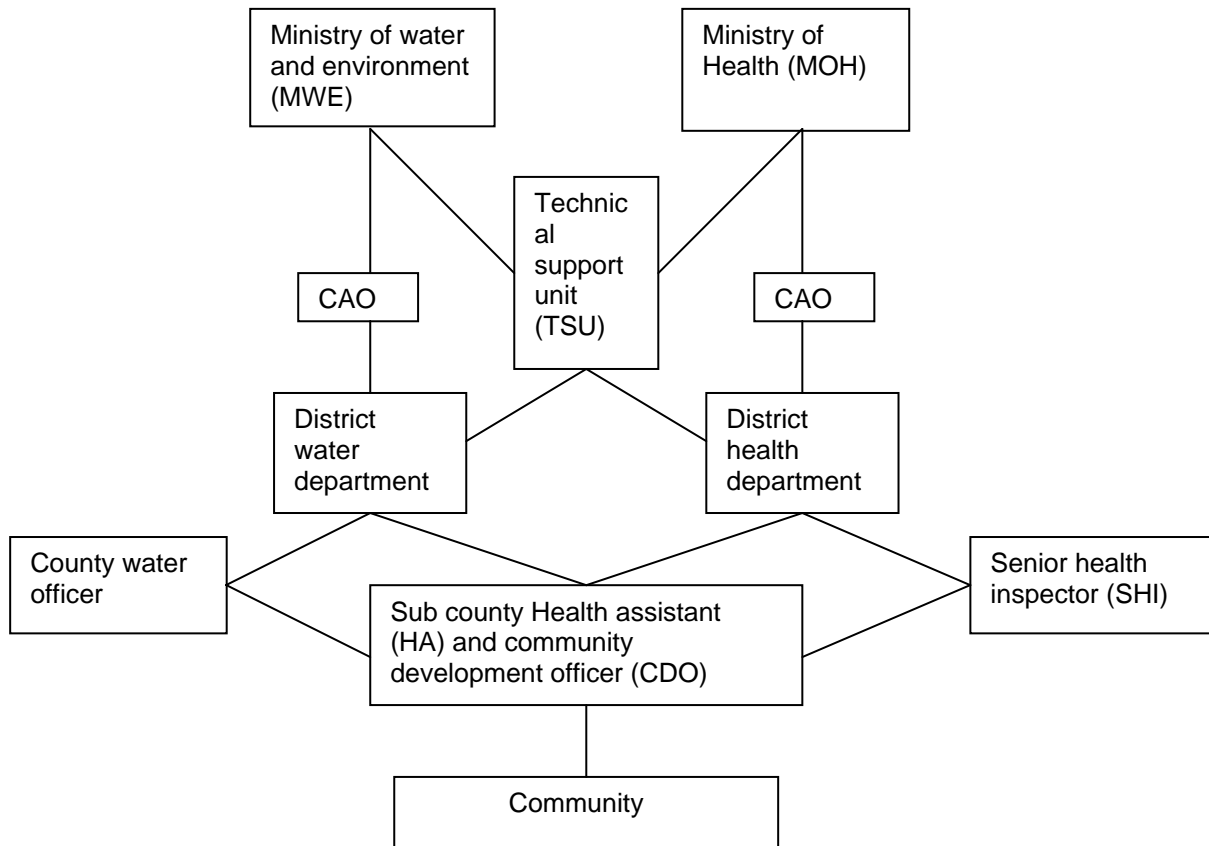 Ministry of water
and environment
(MWE)
Ministry of
Health (MOH)
Technic
al
support
unit
(TSU)
CAO
CAO
District
water
department
District
health
department
County water
officer
Senior health
inspector (SHI)
Sub county Health assistant
(HA) and community
development officer (CDO)
Community